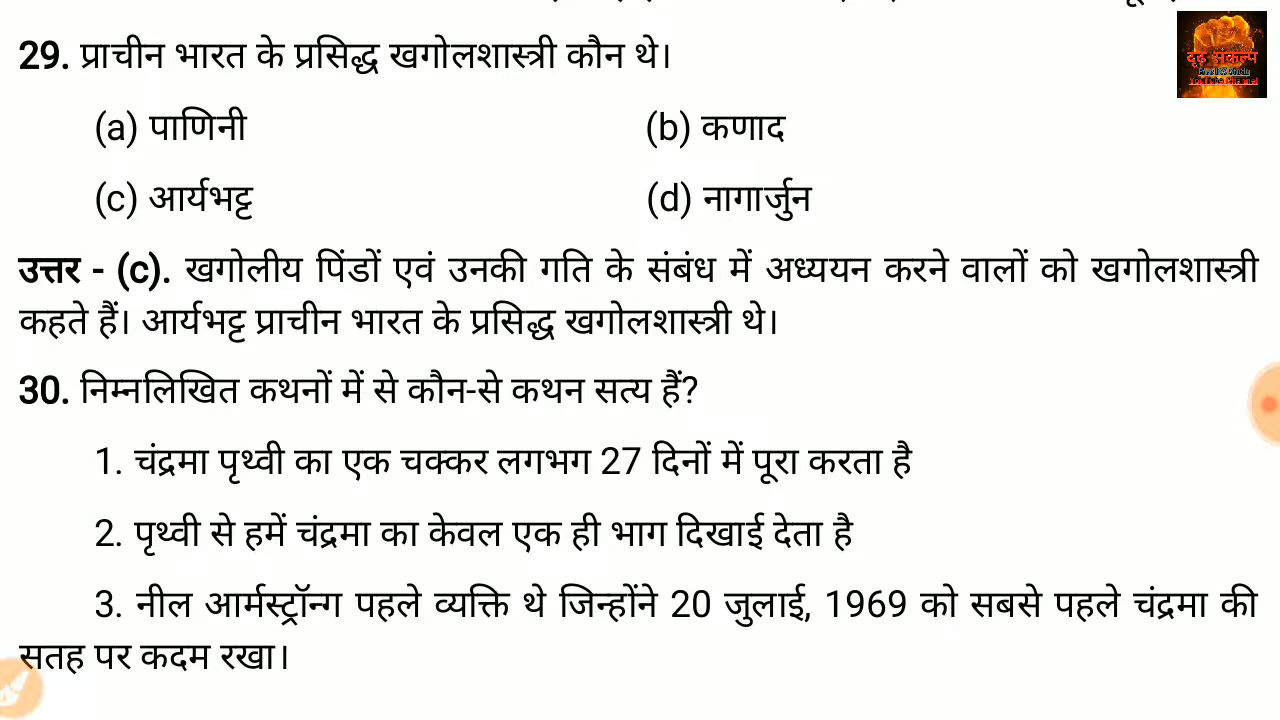 29. प्राचीन भारत के प्रसिद्ध खगोलशास्त्री कौन थे।
(a) पाणिनी (b) कणाद
(c) आर्यभट्ट (d) नागार्जुन
उत्तर - (c). खगोलीय पिंडों एवं उनकी गति के संबंध में अध्ययन करने वालों को खगोलशास्त्री
कहते हैं। आर्यभट्ट प्राचीन भारत के प्रसिद्ध खगोलशास्त्री थे।
30. निम्नलिखित कथनों में से कौन-से कथन सत्य हैं?
1. चंद्रमा पृथ्वी का एक चक्कर लगभग 27 दिनों में पूरा करता है
2. पृथ्वी से हमें चंद्रमा का केवल एक ही भाग दिखाई देता है
3. नील आर्मस्ट्रॉन्ग पहले व्यक्ति थे जिन्होंने 20 जुलाई, 1969 को सबसे पहले चंद्रमा की
सतह पर कदम रखा।
दृढ़ संकल्प